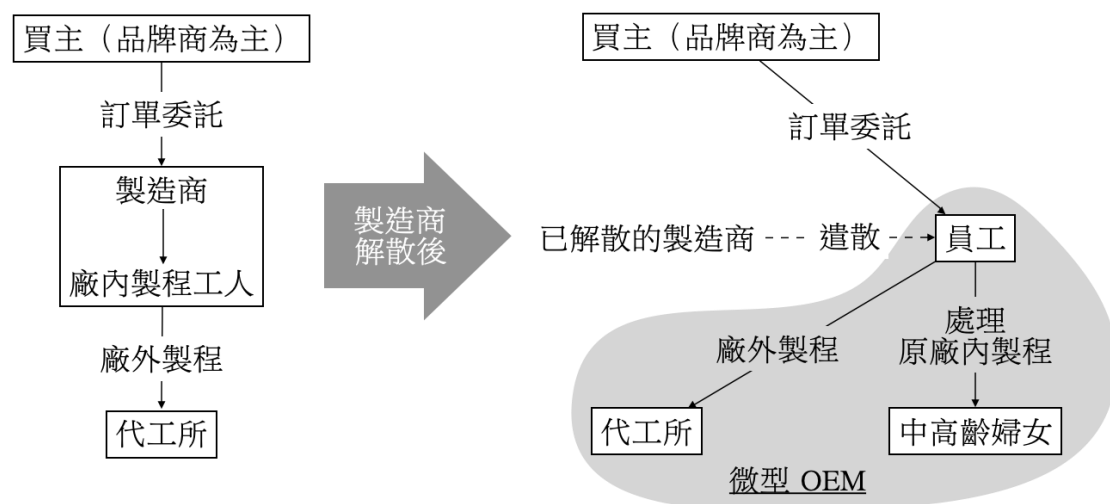 買主（品牌商為主）
訂單委託
製造商
廠內製程工人
廠外製程
代工所
製造商
解散後
買主（品牌商為主）
訂單委託
已解散的製造商
遣散
員工
廠外製程
處理
原廠內製程
代工所
中高齡婦女
微型 OEM